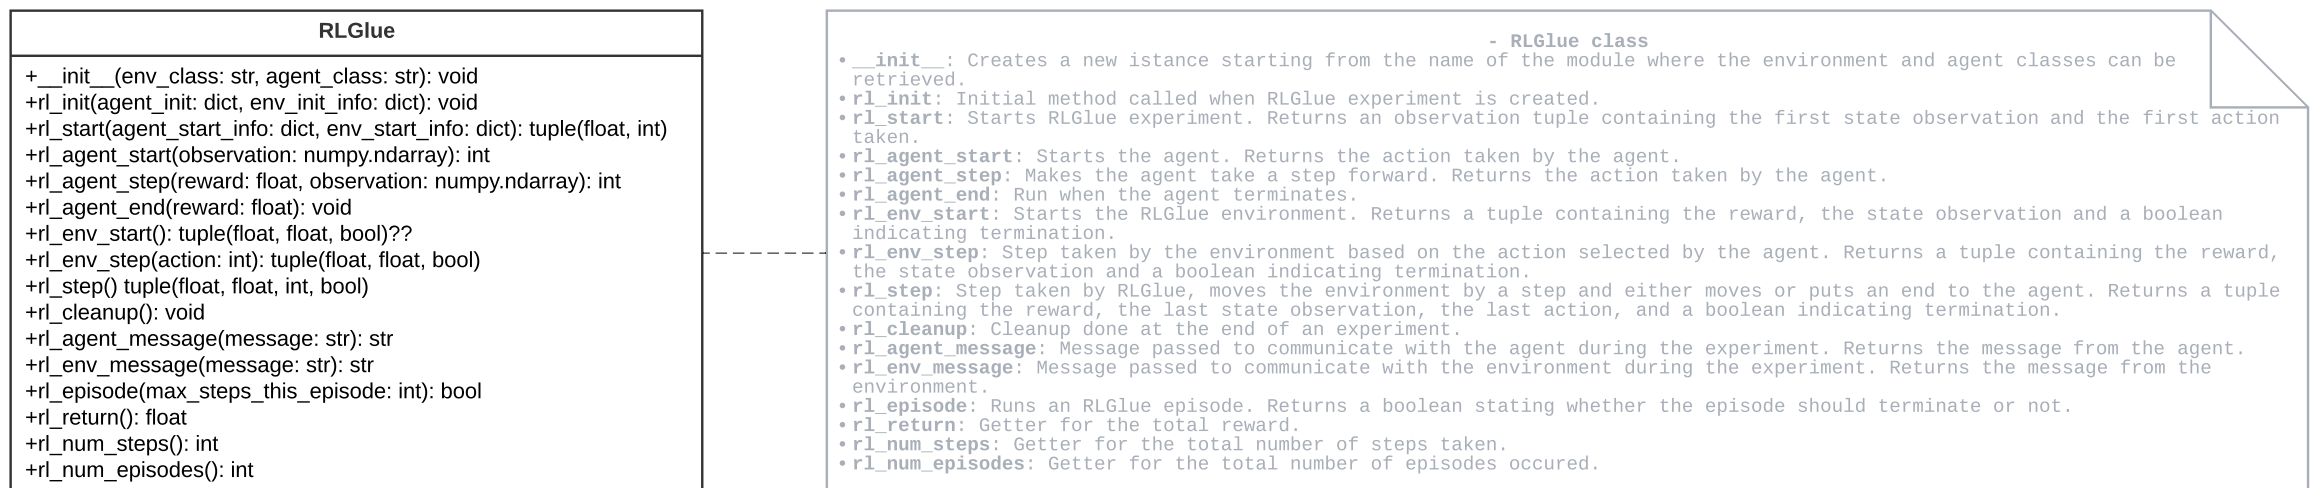 RLGlue
+__init__(env_class: str, agent_class: str): void
+rl_init(agent_init: dict, env_init_info: dict): void
+rl_start(agent_start_info: dict, env_start_info: dict): tuple(float, int)
+rl_agent_start(observation: numpy.ndarray): int
+rl_agent_step(reward: float, observation: numpy.ndarray): int
+rl_agent_end(reward: float): void
+rl_env_start(): tuple(float, float, bool)??
+rl_env_step(action: int): tuple(float, float, bool)
+rl_step() tuple(float, float, int, bool)
+rl_cleanup(): void
+rl_agent_message(message: str): str
+rl_env_message(message: str): str
+rl_episode(max_steps_this_episode: int): bool
+rl_return(): float
+rl_num_steps(): int
+rl_num_episodes(): int
- RLGlue class
•__init__: Creates a new istance starting from the name of the module where the environment and agent classes can be
retrieved.
•rl_init: Initial method called when RLGlue experiment is created.
•rl_start: Starts RLGlue experiment. Returns an observation tuple containing the first state observation and the first action
taken.
•rl_agent_start: Starts the agent. Returns the action taken by the agent.
•rl_agent_step: Makes the agent take a step forward. Returns the action taken by the agent.
•rl_agent_end: Run when the agent terminates.
•rl_env_start: Starts the RLGlue environment. Returns a tuple containing the reward, the state observation and a boolean
indicating termination.
•rl_env_step: Step taken by the environment based on the action selected by the agent. Returns a tuple containing the reward,
the state observation and a boolean indicating termination.
•rl_step: Step taken by RLGlue, moves the environment by a step and either moves or puts an end to the agent. Returns a tuple
containing the reward, the last state observation, the last action, and a boolean indicating termination.
•rl_cleanup: Cleanup done at the end of an experiment.
•rl_agent_message: Message passed to communicate with the agent during the experiment. Returns the message from the agent.
•rl_env_message: Message passed to communicate with the environment during the experiment. Returns the message from the
environment.
•rl_episode: Runs an RLGlue episode. Returns a boolean stating whether the episode should terminate or not.
•rl_return: Getter for the total reward.
•rl_num_steps: Getter for the total number of steps taken.
•rl_num_episodes: Getter for the total number of episodes occured.